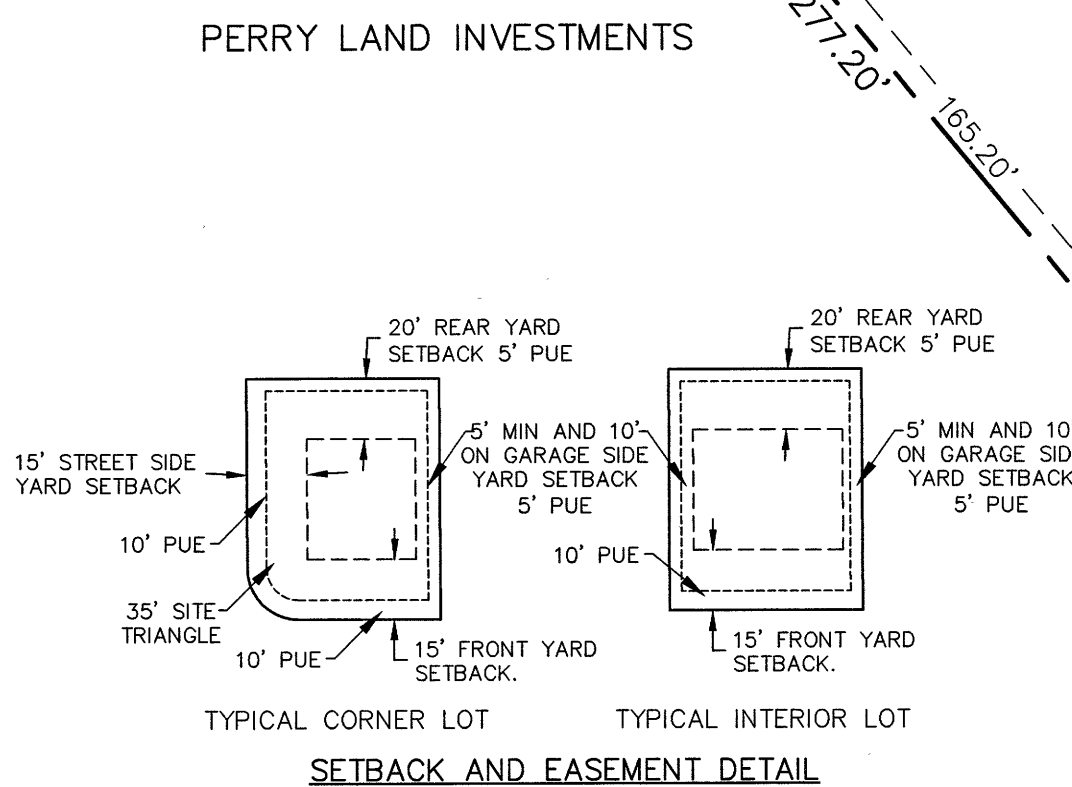 PERRY LAND INVESTMENTS
277.20'
165.20'
20' REAR YARD
SETBACK 5' PUE
15' STREET SIDE
YARD SETBACK
10' PUE
35' SITE
TRIANGLE
10' PUE
15' FRONT YARD
SETBACK.
5' MIN AND 10'
ON GARAGE SIDE
YARD SETBACK
5' PUE
TYPICAL CORNER LOT
20' REAR YARD
SETBACK 5' PUE
10' PUE
15' FRONT YARD
SETBACK.
5' MIN AND 10
ON GARAGE SID
YARD SETBACK
5' PUE
TYPICAL INTERIOR LOT
SETBACK AND EASEMENT DETAIL